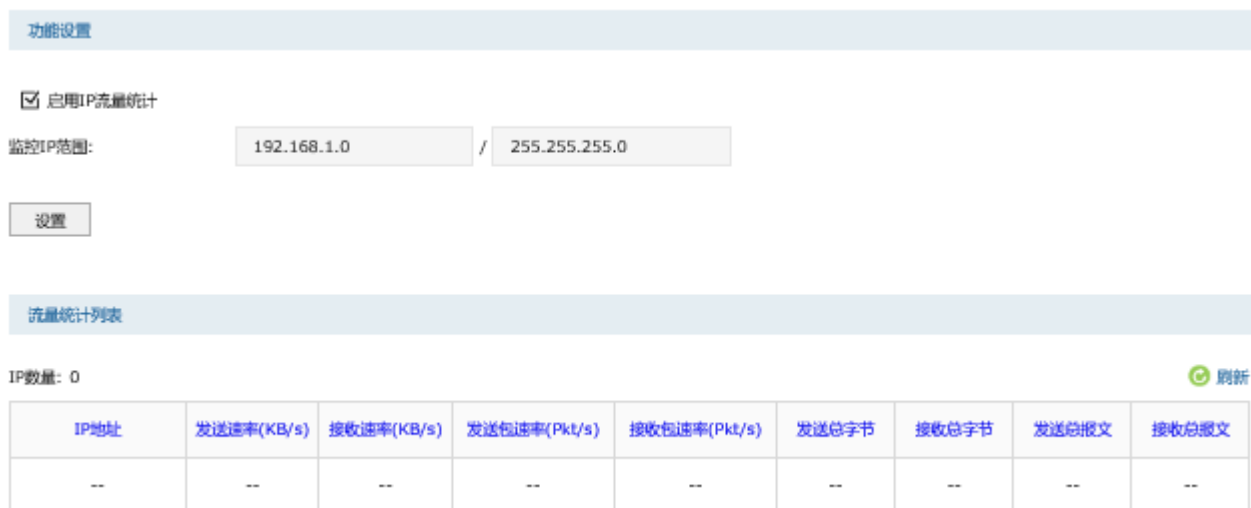 功能设置
启用IP流量统计
监控IP范围: 192.168.1.0 / 255.255.255.0
设置
流量统计列表
IP数量: 0 刷新
IP地址 发送速率(KB/s) 接收速率(KB/s) 发送包速率(Pkt/s) 接收包速率(Pkt/s) 发送总字节 接收总字节 发送总报文 接收总报文
-- -- -- -- -- -- -- -- --